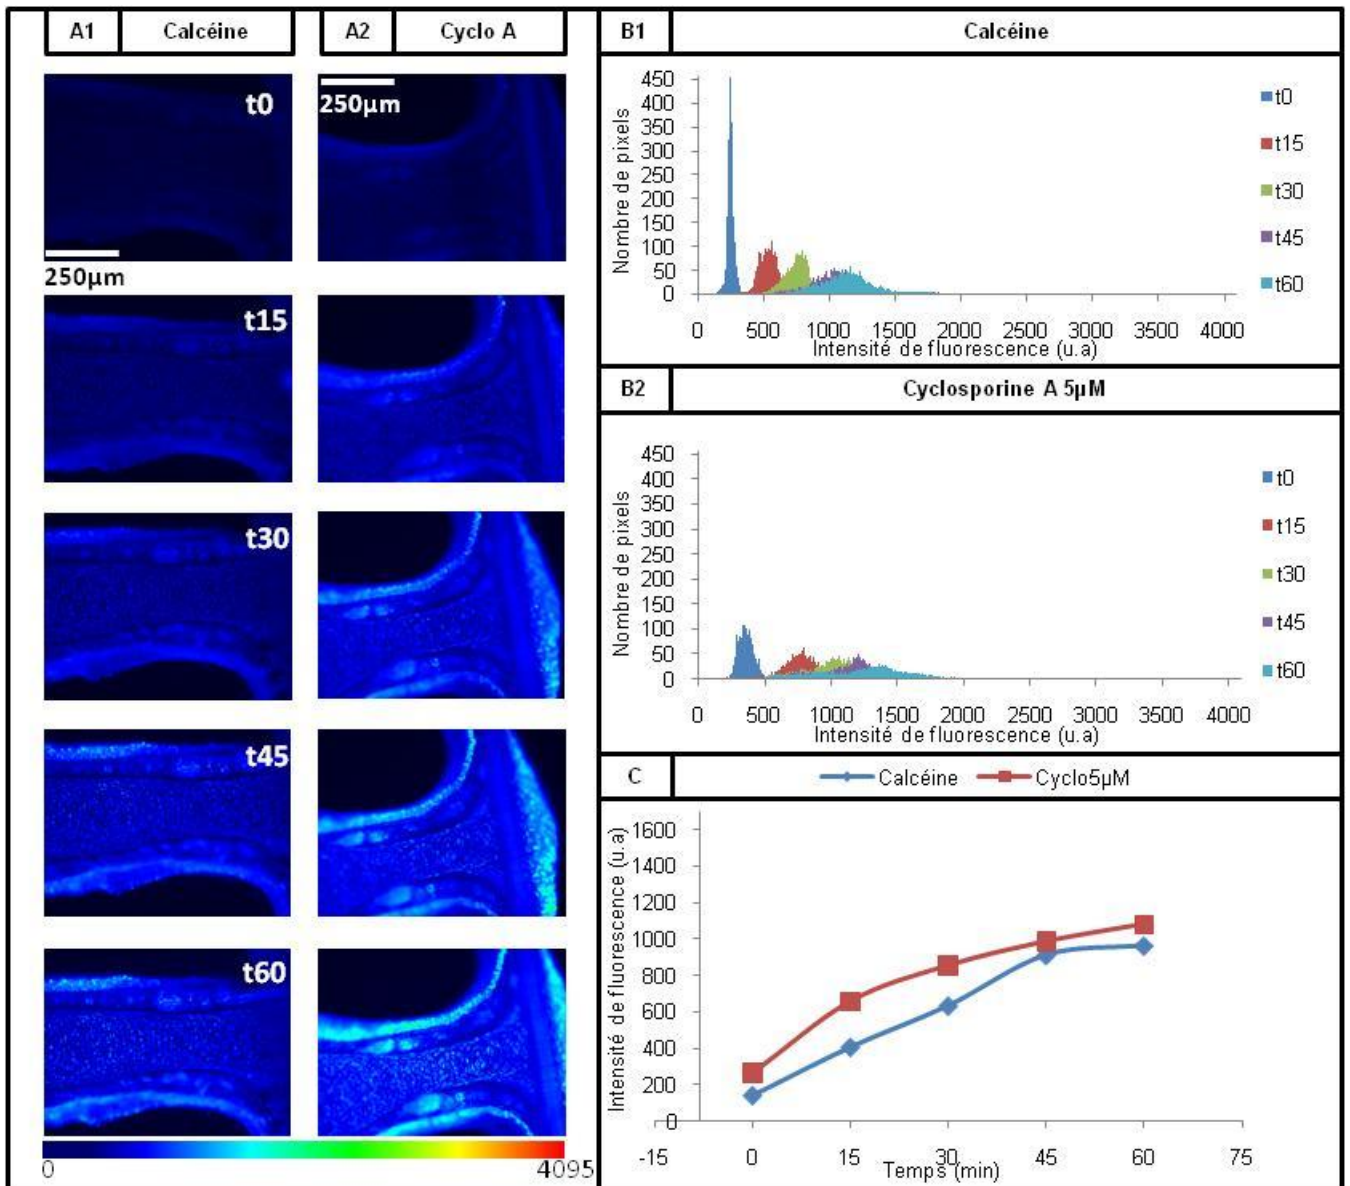 A1 Calcéine
A2 Cyclo A
t0
250µm
t15
t30
t45
t60
250µm
0 4095
B1 Calcéine
Nombre de pixels
450
400
350
300
250
200
150
100
50
0
0 500 1000 1500 2000 2500 3000 3500 4000
Intensité de fluorescence (u.a)
t0
t15
t30
t45
t60
B2 Cyclosporine A 5µM
Nombre de pixels
450
400
350
300
250
200
150
100
50
0
0 500 1000 1500 2000 2500 3000 3500 4000
Intensité de fluorescence (u.a)
t0
t15
t30
t45
t60
C Calcéine Cyclo5µM
Intensité de fluorescence (u.a)
1600
1400
1200
1000
800
600
400
200
0
-15 0 15 30 45 60 75
Temps (min)